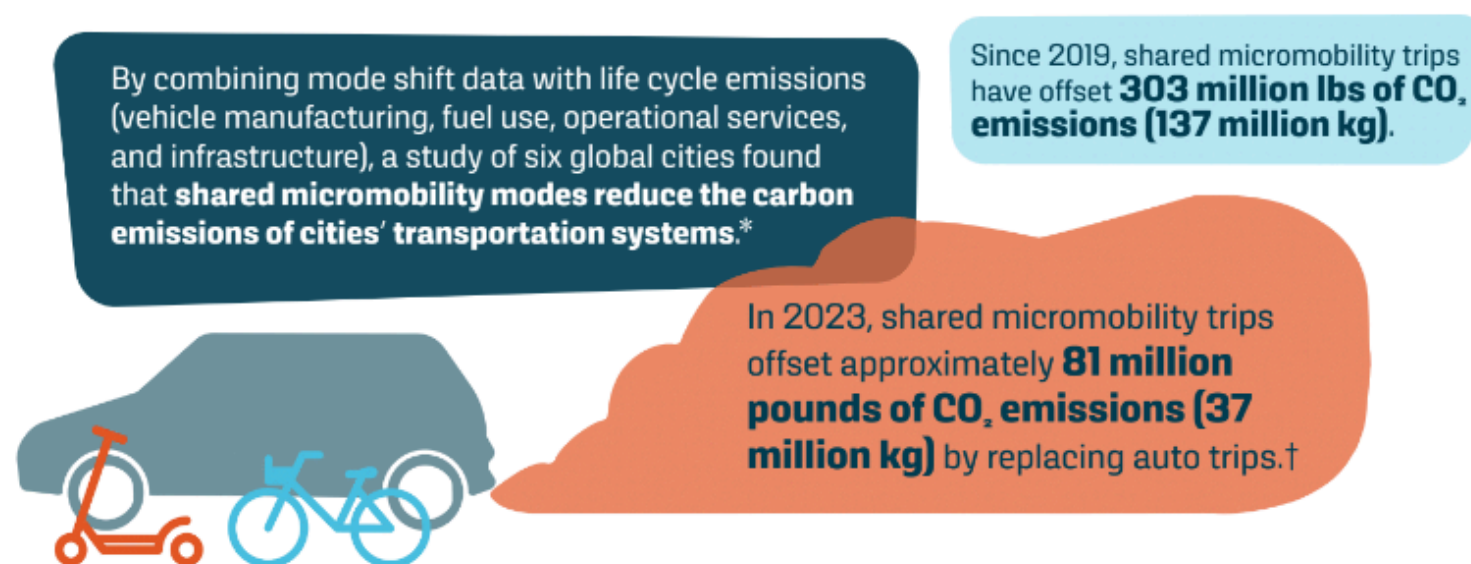 By combining mode shift data with life cycle emissions
(vehicle manufacturing, fuel use, operational services,
and infrastructure), a study of six global cities found
that shared micromobility modes reduce the carbon
emissions of cities' transportation systems.*
Since 2019, shared micromobility trips
have offset 303 million lbs of CO₂
emissions (137 million kg).
In 2023, shared micromobility trips
offset approximately 81 million
pounds of CO₂ emissions (37
million kg) by replacing auto trips.†